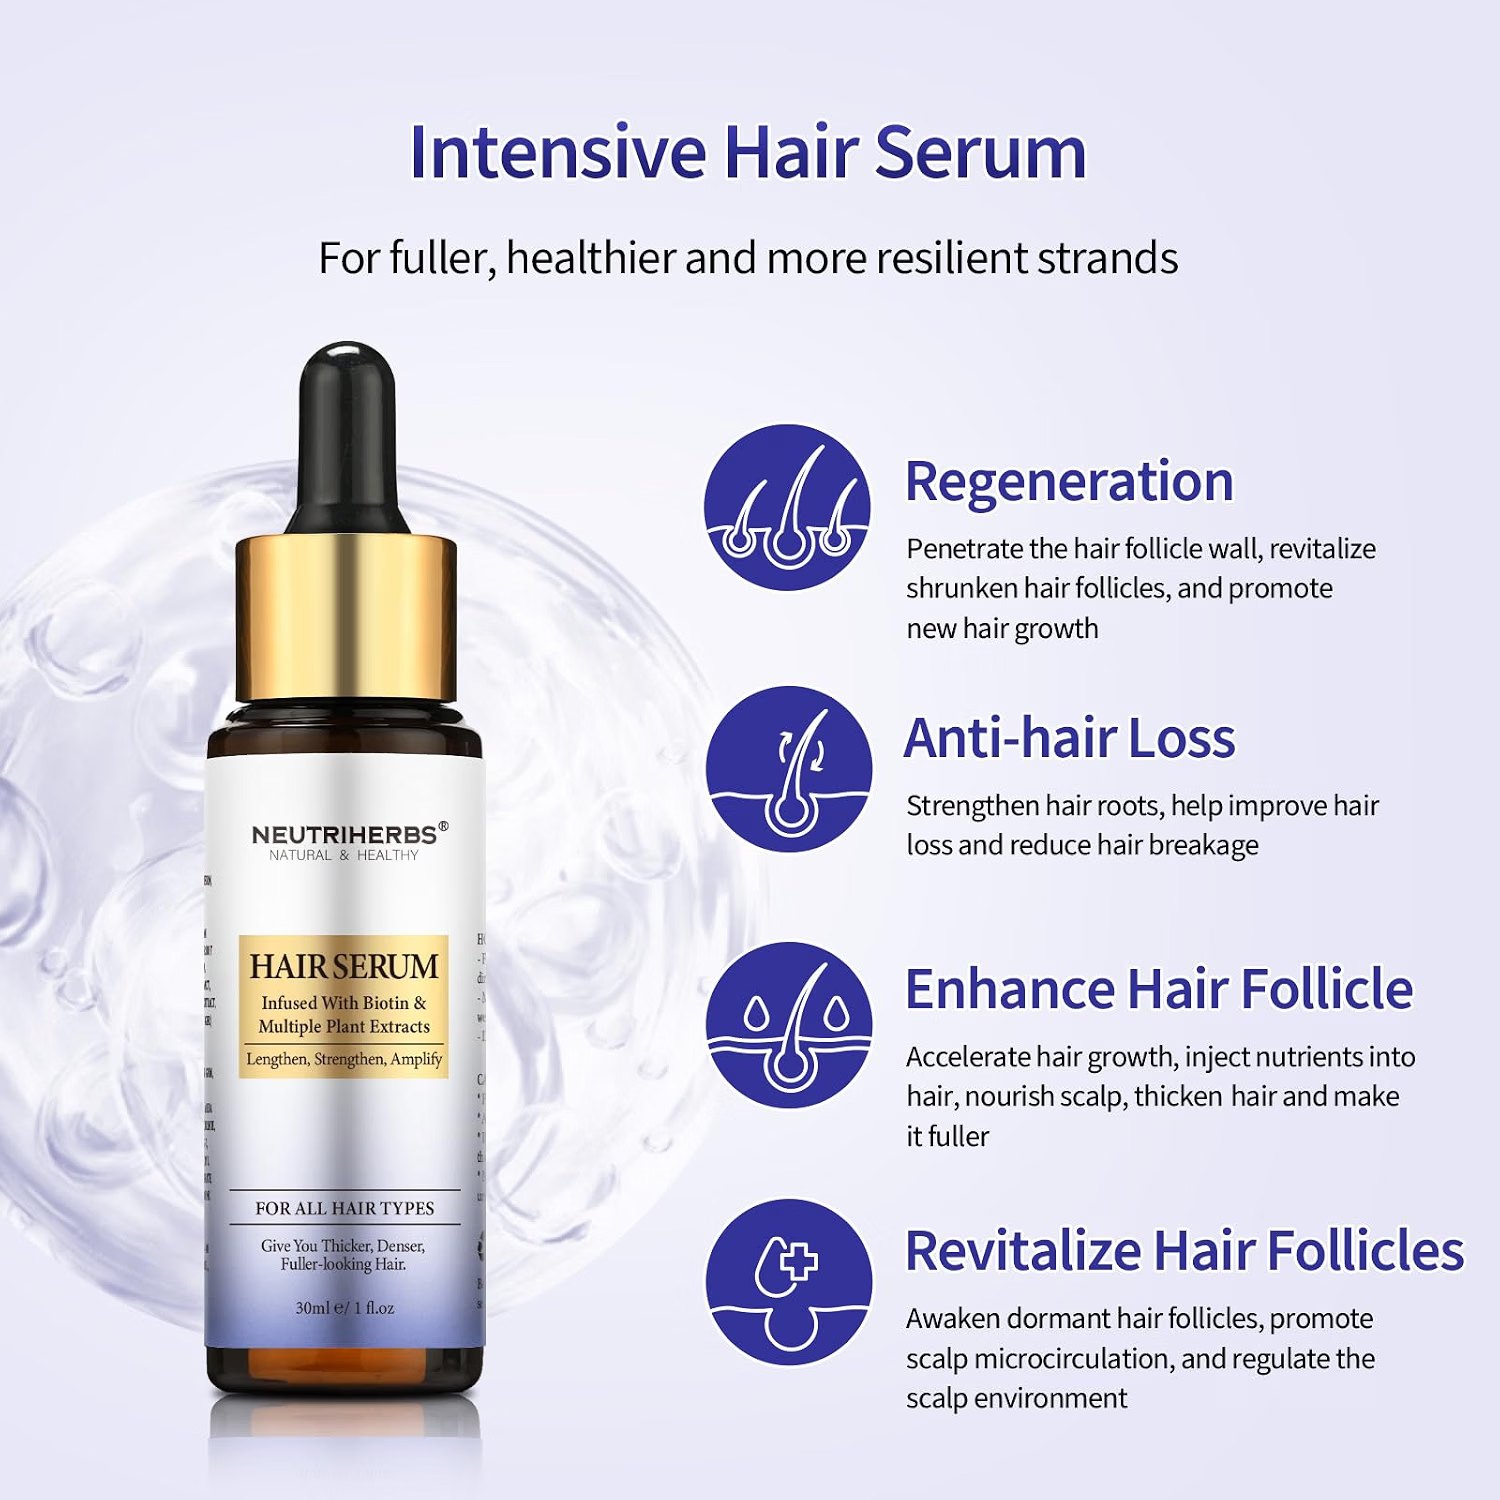 Intensive Hair Serum
For fuller, healthier and more resilient strands
Regeneration
Penetrate the hair follicle wall, revitalize
shrunken hair follicles, and promote
new hair growth
Anti-hair Loss
Strengthen hair roots, help improve hair
loss and reduce hair breakage
Enhance Hair Follicle
Accelerate hair growth, inject nutrients into
hair, nourish scalp, thicken hair and make
it fuller
Revitalize Hair Follicles
Awaken dormant hair follicles, promote
scalp microcirculation, and regulate the
scalp environment
NEUTRIHERBS®
NATURAL & HEALTHY
HAIR SERUM
Infused With Biotin &
Multiple Plant Extracts
Lengthen, Strengthen, Amplify
FOR ALL HAIR TYPES
Give You Thicker, Denser,
Fuller-looking Hair.
30ml ℮/ 1 fl.oz